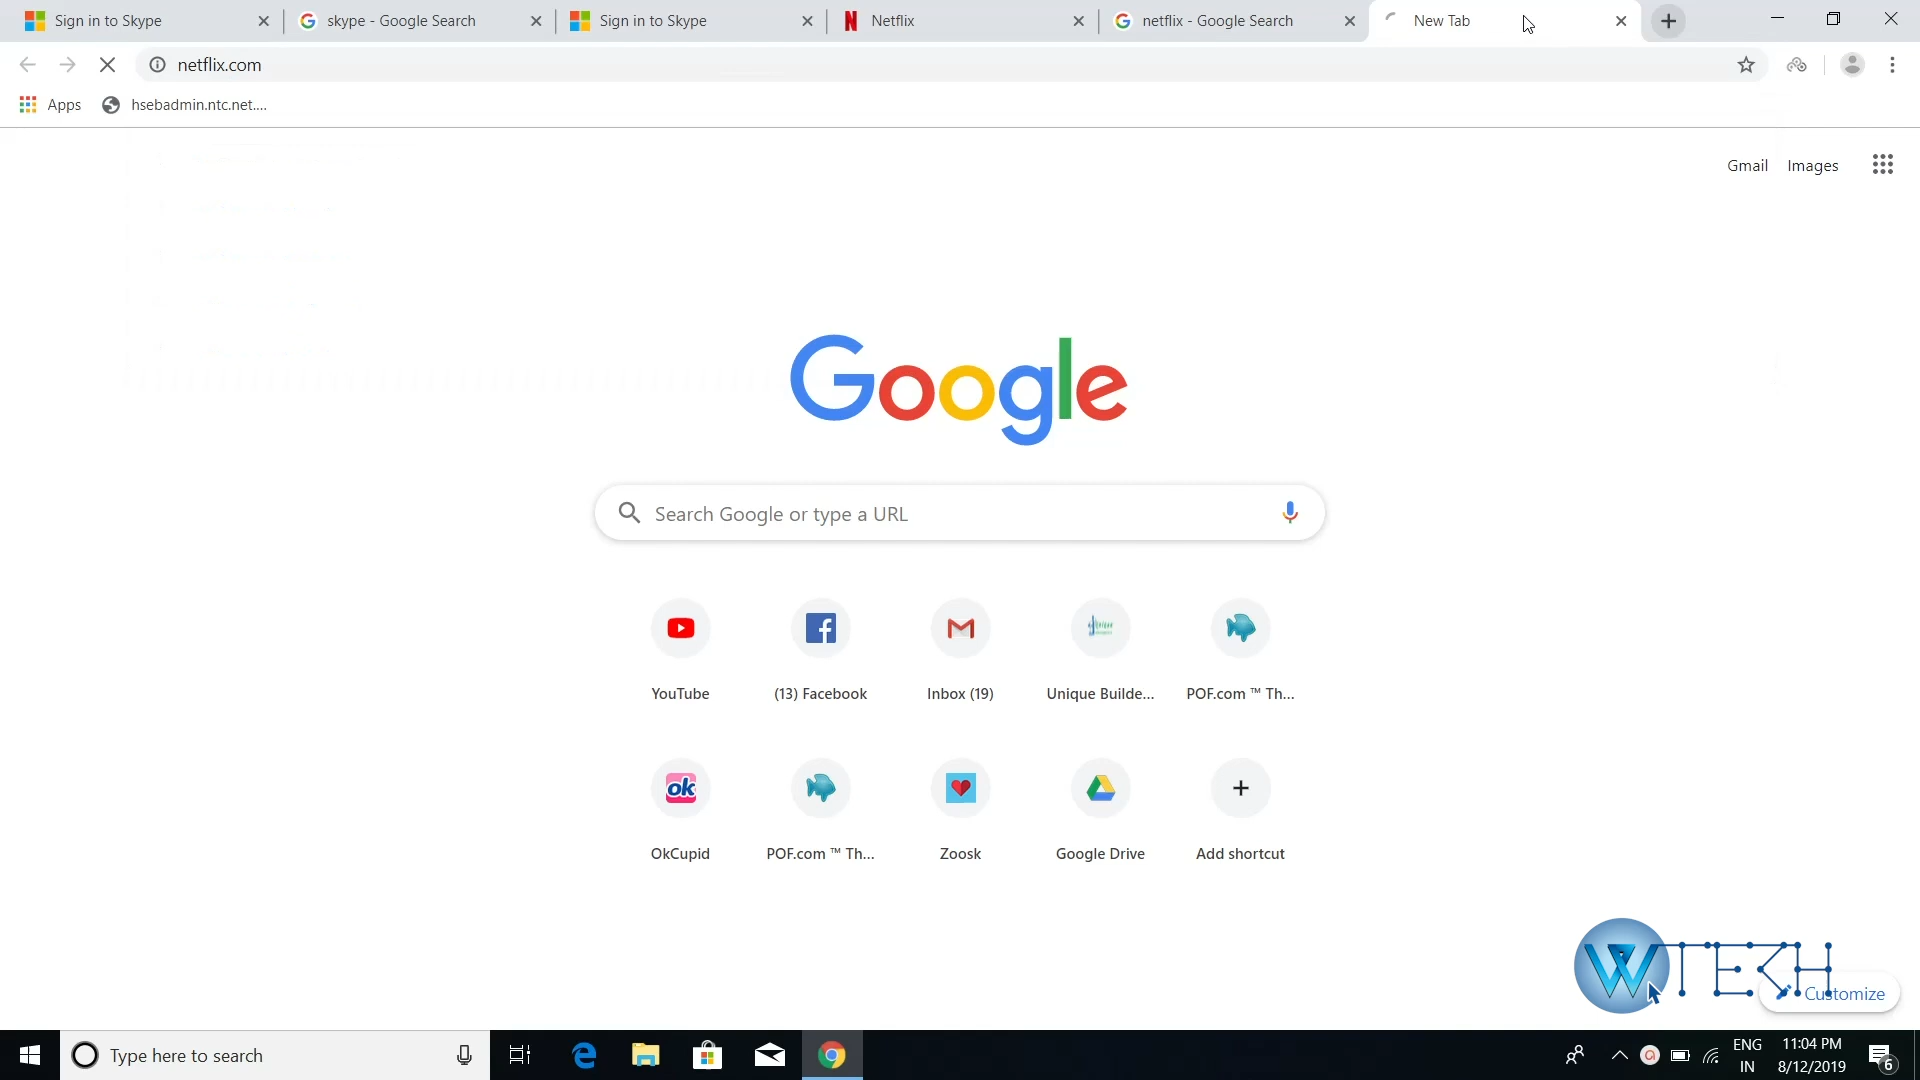 Sign in to Skype
skype - Google Search
Sign in to Skype
Netflix
netflix - Google Search
New Tab
netflix.com
Apps
hsebadmin.ntc.net....
Gmail
Images
Google
Search Google or type a URL
YouTube
(13) Facebook
Inbox (19)
Unique Builde...
POF.com ™ Th...
ok
OkCupid
POF.com ™ Th...
Zoosk
Google Drive
Add shortcut
WTECH
Customize
Type here to search
ENG
IN
11:04 PM
8/12/2019
6